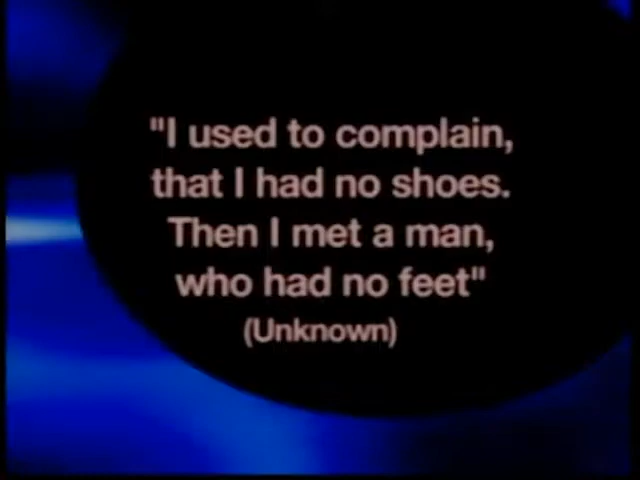 "I used to complain,
that I had no shoes.
Then I met a man,
who had no feet"
(Unknown)